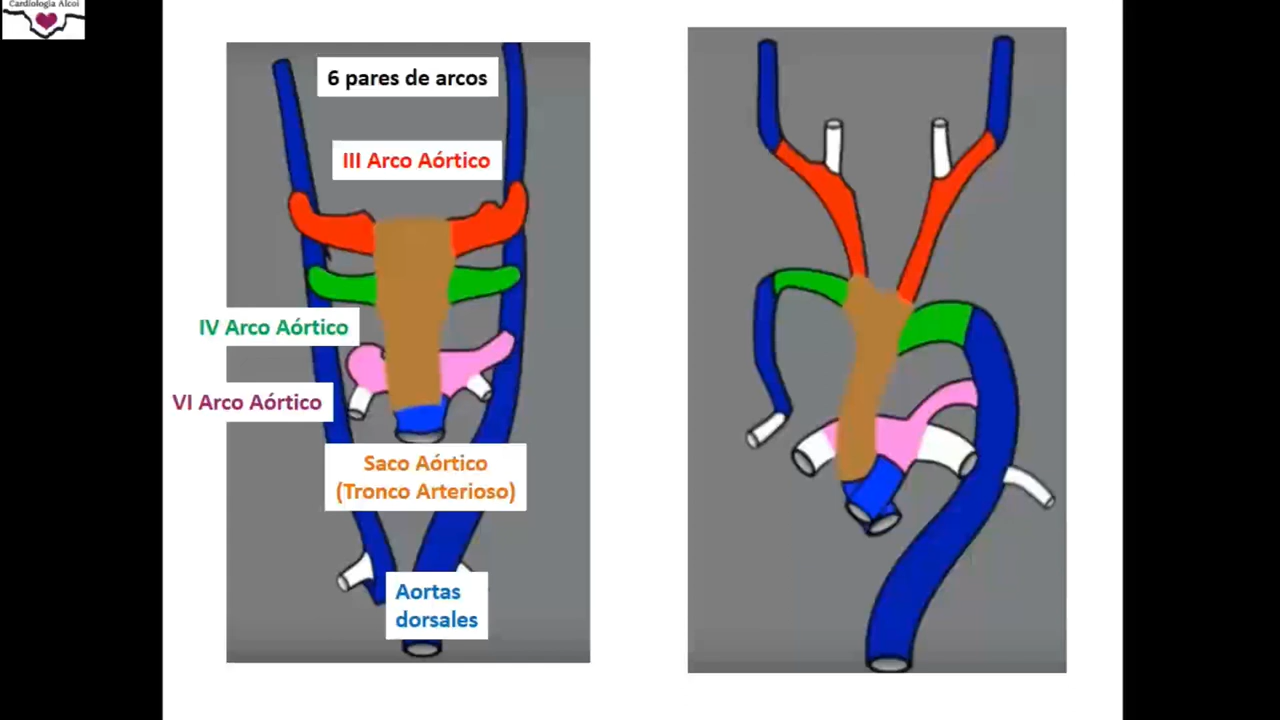 Cardiología Alcoi
6 pares de arcos
III Arco Aórtico
IV Arco Aórtico
VI Arco Aórtico
Saco Aórtico
(Tronco Arterioso)
Aortas
dorsales